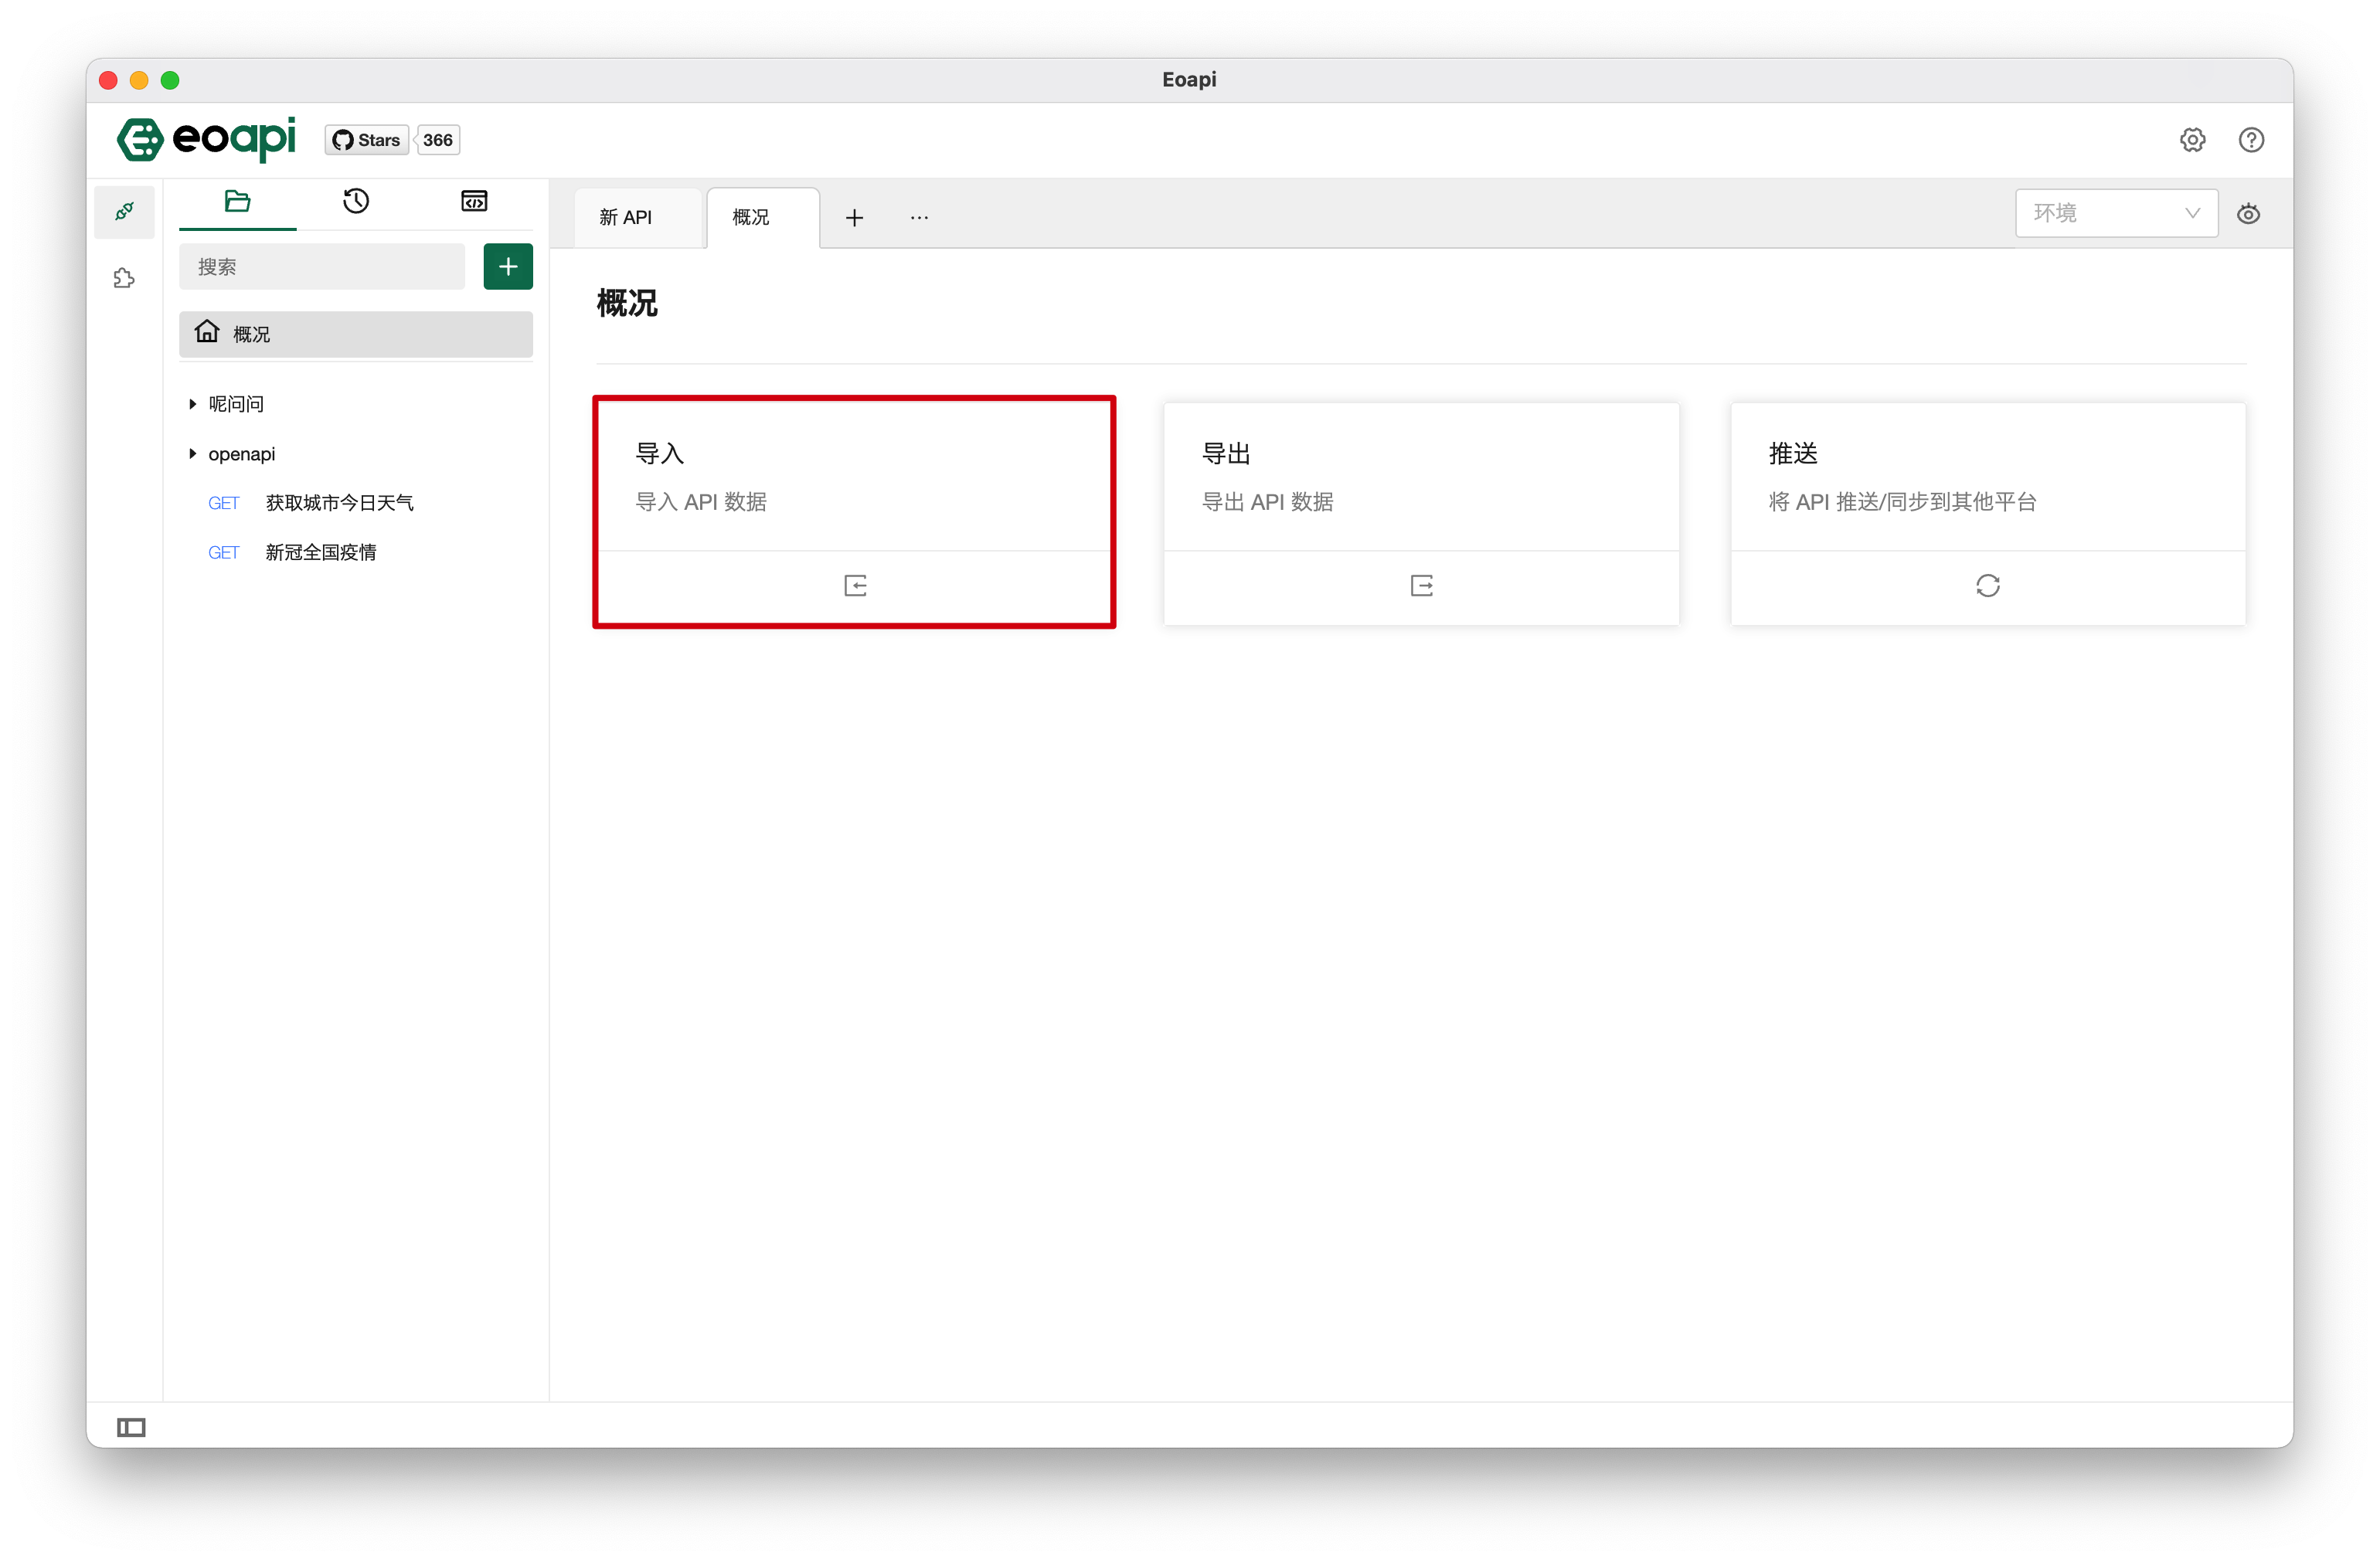 Eoapi
eoapi
Stars 366
新 API
概况
环境
搜索
概况
呢问问
openapi
GET 获取城市今日天气
GET 新冠全国疫情
概况
导入
导入 API 数据
导出
导出 API 数据
推送
将 API 推送/同步到其他平台